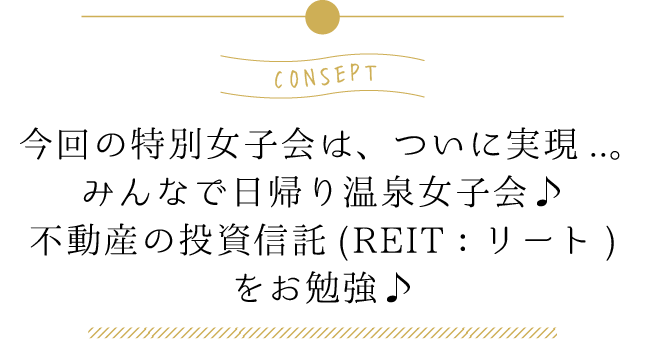 CONSEPT
今回の特別女子会は、ついに実現 ..。
みんなで日帰り温泉女子会♪
不動産の投資信託 (REIT : リート )
をお勉強♪